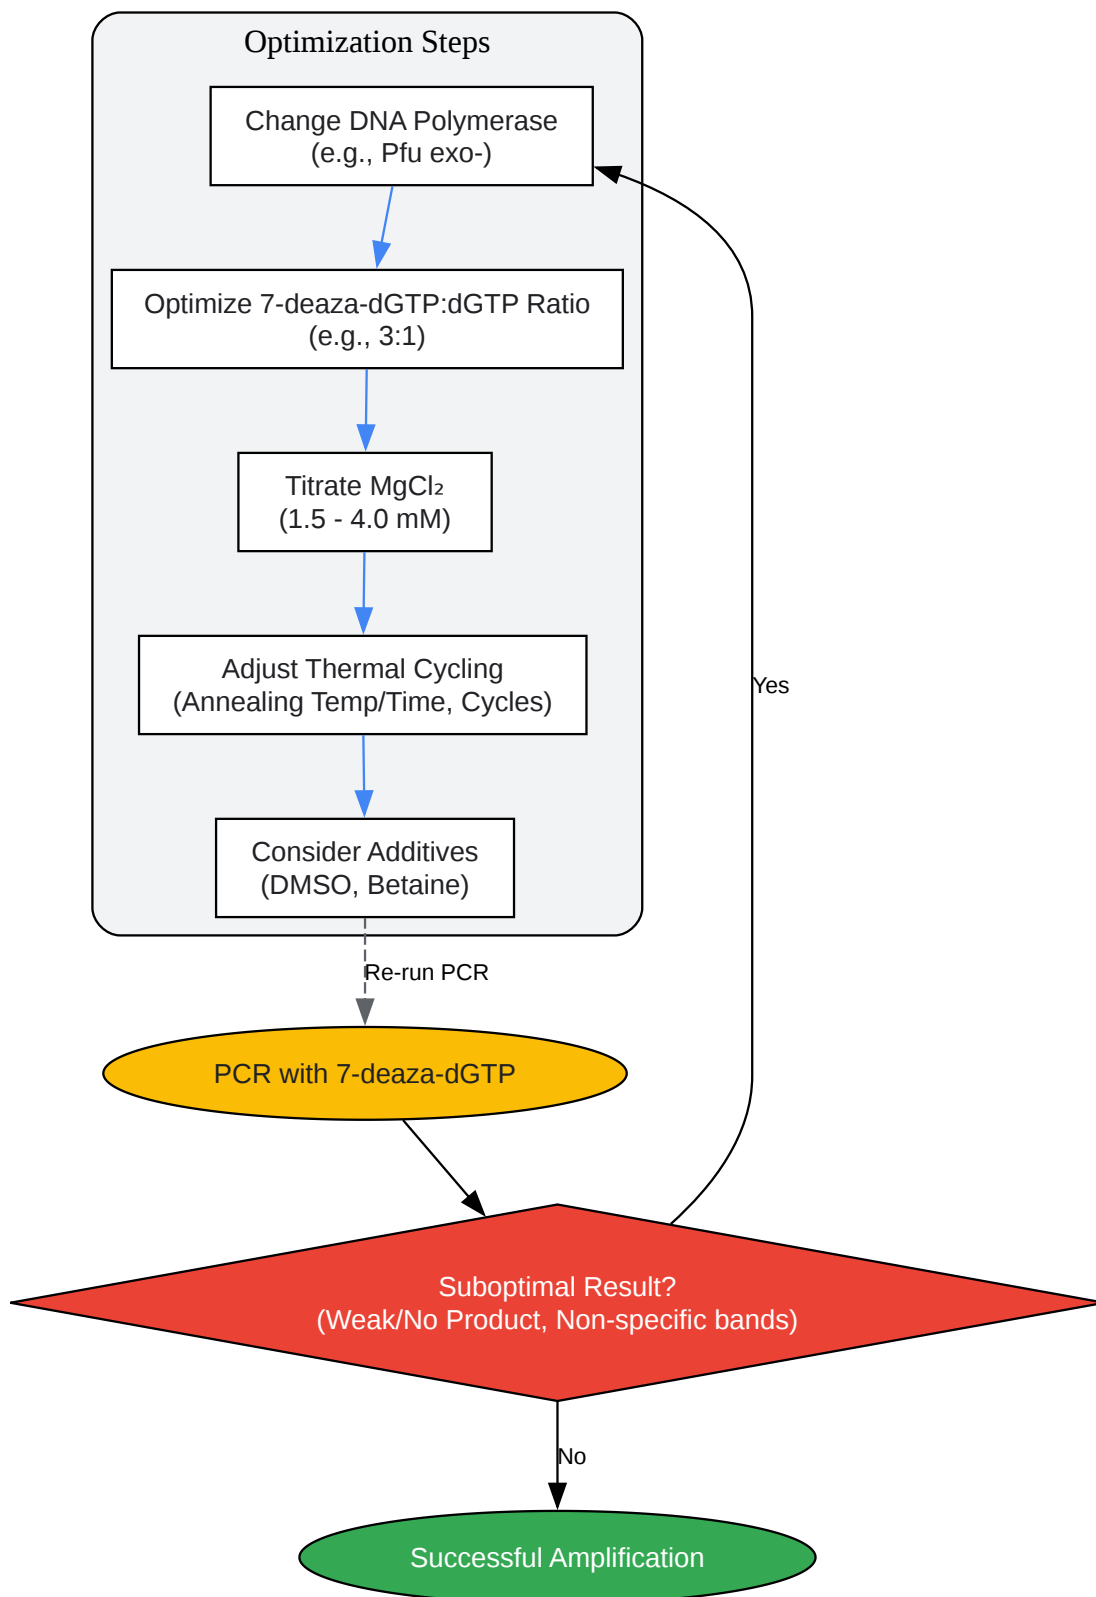 Optimization Steps
Change DNA Polymerase
(e.g., Pfu exo-)
Optimize 7-deaza-dGTP:dGTP Ratio
(e.g., 3:1)
Titrate MgCl₂
(1.5 - 4.0 mM)
Adjust Thermal Cycling
(Annealing Temp/Time, Cycles)
Yes
Consider Additives
(DMSO, Betaine)
Re-run PCR
PCR with 7-deaza-dGTP
Suboptimal Result?
(Weak/No Product, Non-specific bands)
No
Successful Amplification